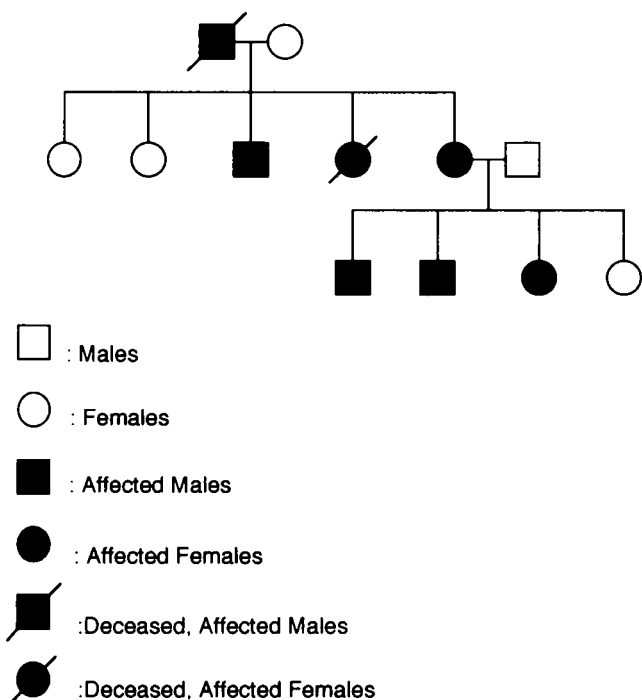 : Males
: Females
: Affected Males
: Affected Females
:Deceased, Affected Males
:Deceased, Affected Females